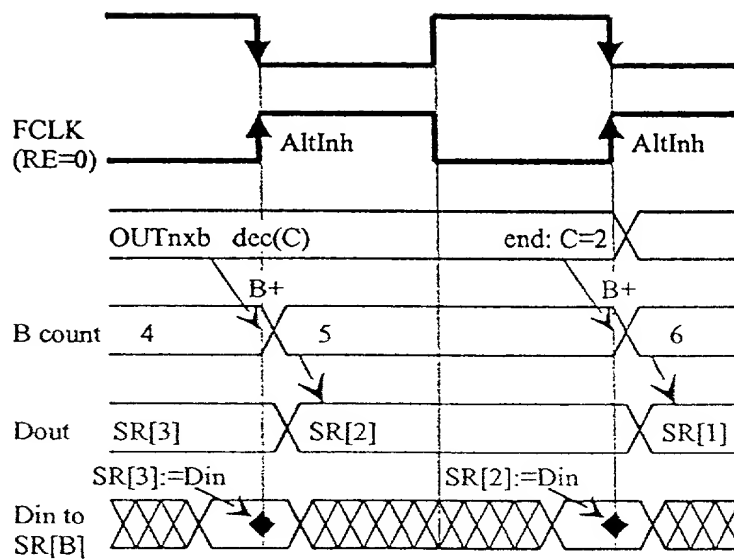 FCLK
(RE=0)
AltInh
AltInh
OUTnxb dec(C)
end: C=2
B+
B+
B count
4
5
6
Dout
SR[3]
SR[2]
SR[1]
SR[3]:=Din
SR[2]:=Din
Din to
SR[B]